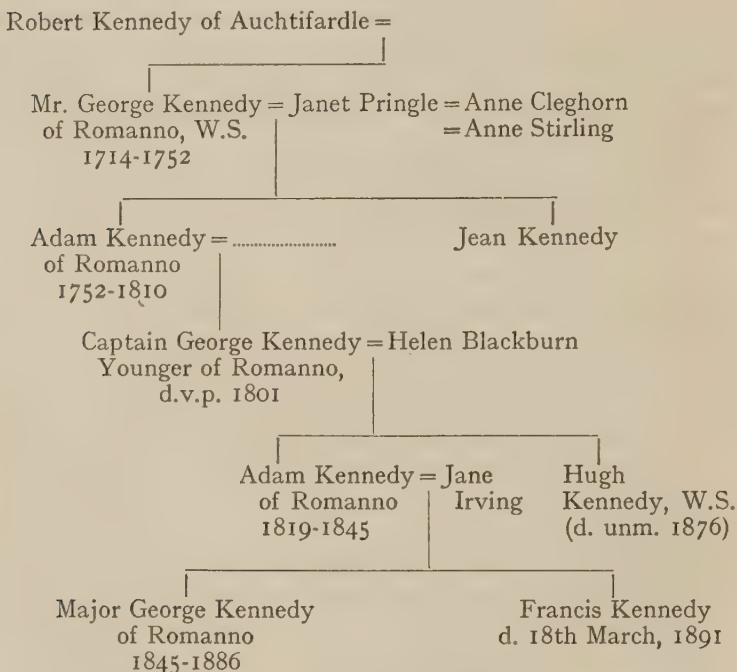 Robert Kennedy of Auchtifardle =
Mr. George Kennedy = Janet Pringle = Anne Cleghorn
of Romanno, W.S. = Anne Stirling
1714-1752
Adam Kennedy = ........................ Jean Kennedy
of Romanno
1752-1810
Captain George Kennedy = Helen Blackburn
Younger of Romanno,
d.v.p. 1801
Adam Kennedy = Jane Hugh
of Romanno Irving Kennedy, W.S.
1819-1845 (d. unm. 1876)
Major George Kennedy Francis Kennedy
of Romanno d. 18th March, 1891
1845-1886